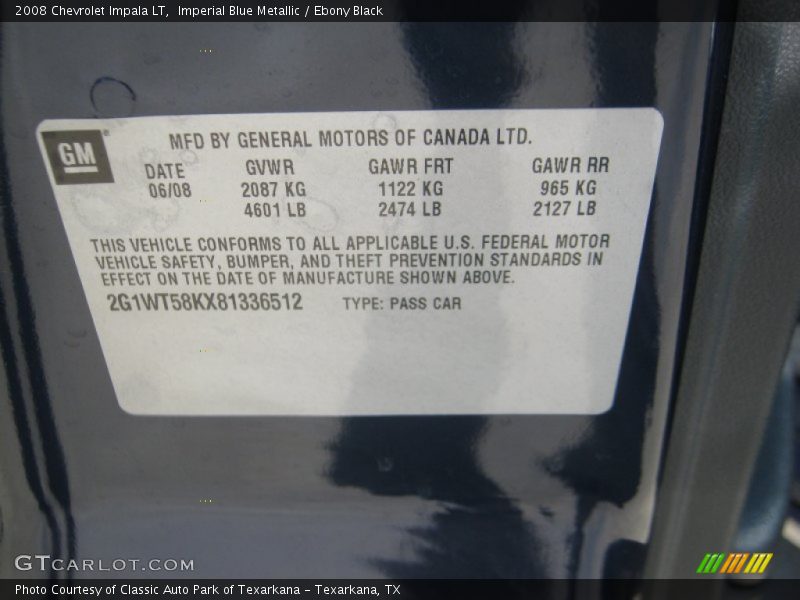 2008 Chevrolet Impala LT, Imperial Blue Metallic / Ebony Black
GM
MFD BY GENERAL MOTORS OF CANADA LTD.
DATE GVWR GAWR FRT GAWR RR
06/08 2087 KG 1122 KG 965 KG
4601 LB 2474 LB 2127 LB
THIS VEHICLE CONFORMS TO ALL APPLICABLE U.S. FEDERAL MOTOR
VEHICLE SAFETY, BUMPER, AND THEFT PREVENTION STANDARDS IN
EFFECT ON THE DATE OF MANUFACTURE SHOWN ABOVE.
2G1WT58KX81336512 TYPE: PASS CAR
GTCARLOT.COM
Photo Courtesy of Classic Auto Park of Texarkana – Texarkana, TX